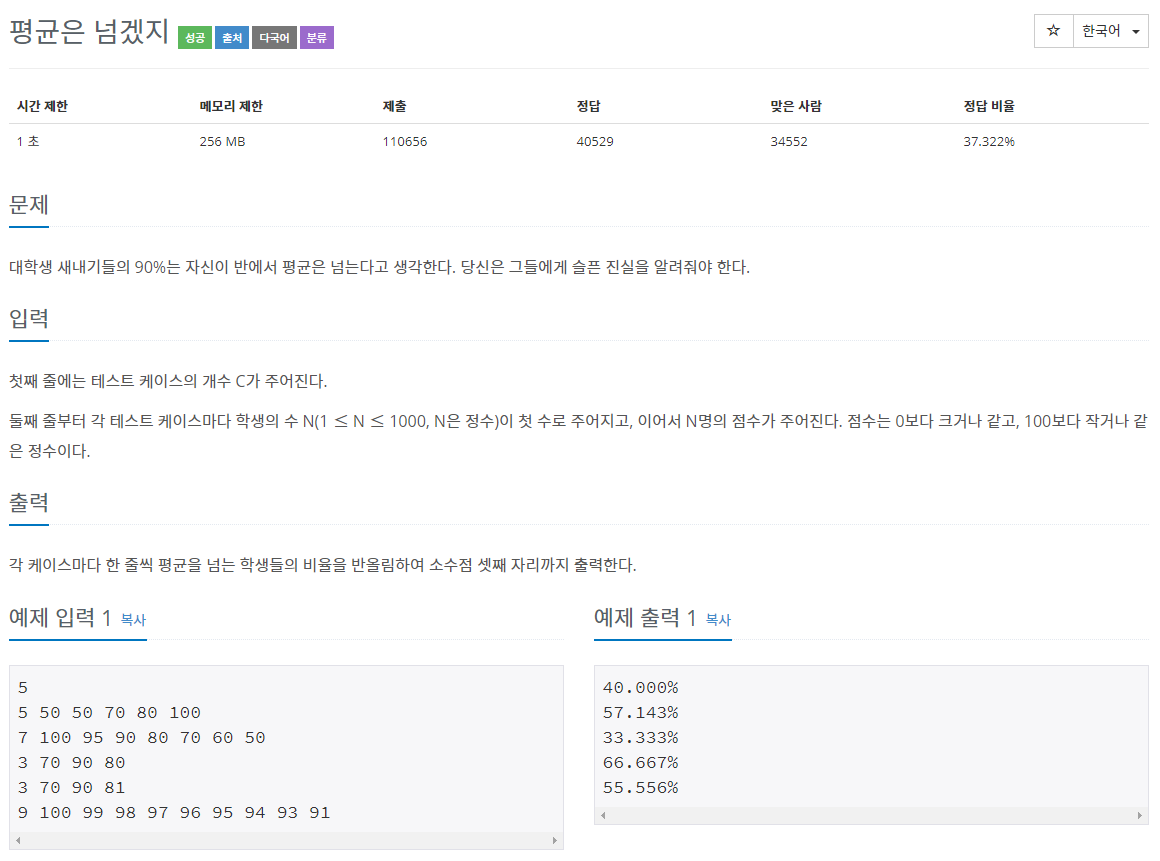 평균은 넘겠지 성공 출처 다국어 분류 ☆ 한국어
시간 제한 메모리 제한 제출 정답 맞은 사람 정답 비율
1 초 256 MB 110656 40529 34552 37.322%
문제
대학생 새내기들의 90%는 자신이 반에서 평균은 넘는다고 생각한다. 당신은 그들에게 슬픈 진실을 알려줘야 한다.
입력
첫째 줄에는 테스트 케이스의 개수 C가 주어진다.
둘째 줄부터 각 테스트 케이스마다 학생의 수 N(1 ≤ N ≤ 1000, N은 정수)이 첫 수로 주어지고, 이어서 N명의 점수가 주어진다. 점수는 0보다 크거나 같고, 100보다 작거나 같
은 정수이다.
출력
각 케이스마다 한 줄씩 평균을 넘는 학생들의 비율을 반올림하여 소수점 셋째 자리까지 출력한다.
예제 입력 1 복사
5
5 50 50 70 80 100
7 100 95 90 80 70 60 50
3 70 90 80
3 70 90 81
9 100 99 98 97 96 95 94 93 91
예제 출력 1 복사
40.000%
57.143%
33.333%
66.667%
55.556%